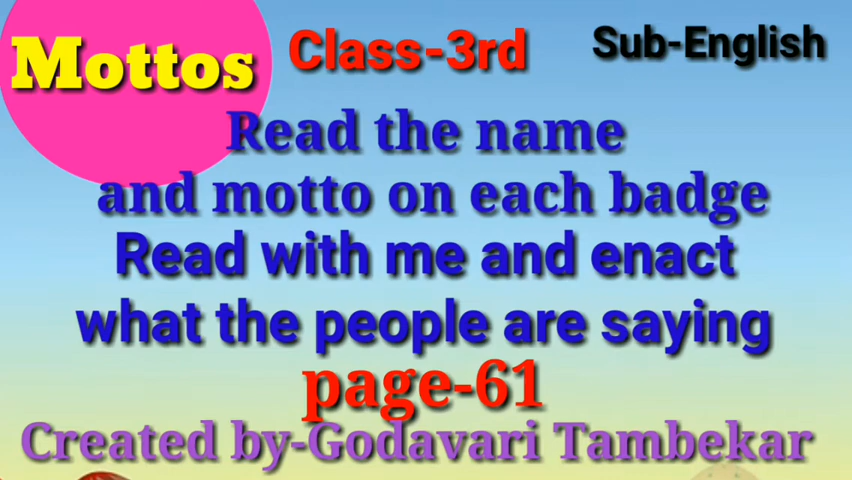 Mottos
Class-3rd
Sub-English
Read the name
and motto on each badge
Read with me and enact
what the people are saying
page-61
Created by-Godavari Tambekar